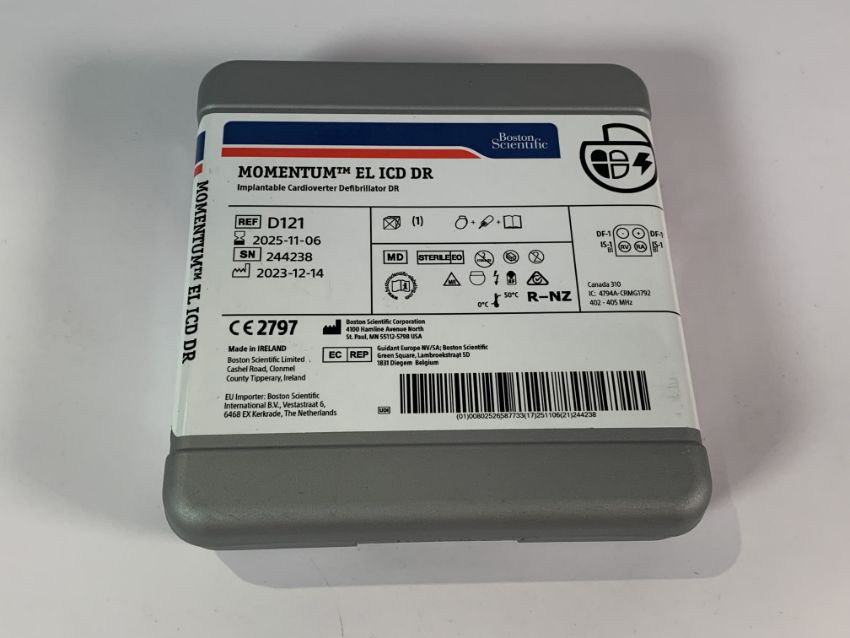 Boston
Scientific
MOMENTUM™ EL ICD DR
Implantable Cardioverter Defibrillator DR
MOMENTUM™ EL ICD DR
REF D121
2025-11-06
SN 244238
2023-12-14
(1)
+ +
MD STERILE EO
MR
0°C 50°C
R-NZ
DF-1 - + DF-1
IS-1 BI RV RA IS-1 BI
Canada 310
IC: 4794A-CRMG1792
402 - 405 MHz
CE 2797
Boston Scientific Corporation
4100 Hamline Avenue North
St. Paul, MN 55112-5798 USA
Made in IRELAND
Boston Scientific Limited
Cashel Road, Clonmel
County Tipperary, Ireland
EC REP
Guidant Europe NV/SA; Boston Scientific
Green Square, Lambroekstraat 5D
1831 Diegem Belgium
EU Importer: Boston Scientific
International B.V., Vestastraat 6,
6468 EX Kerkrade, The Netherlands
UDI
(01)00802526587733(17)251106(21)244238